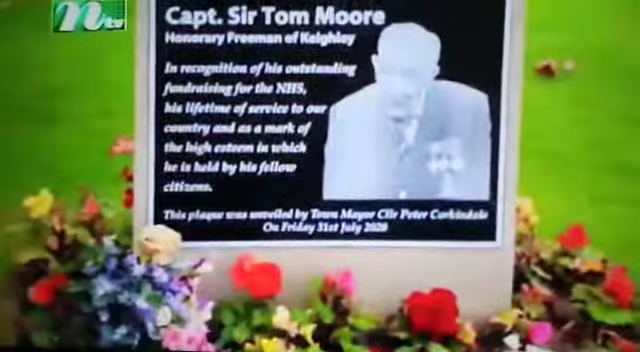 ntv
Capt. Sir Tom Moore
Honorary Freeman of Keighley
In recognition of his outstanding
fundraising for the NHS,
his lifetime of service to our
country and as a mark of
the high esteem in which
he is held by his fellow
citizens.
This plaque was unveiled by Town Mayor Cllr Peter Corkindale
On Friday 31st July 2020